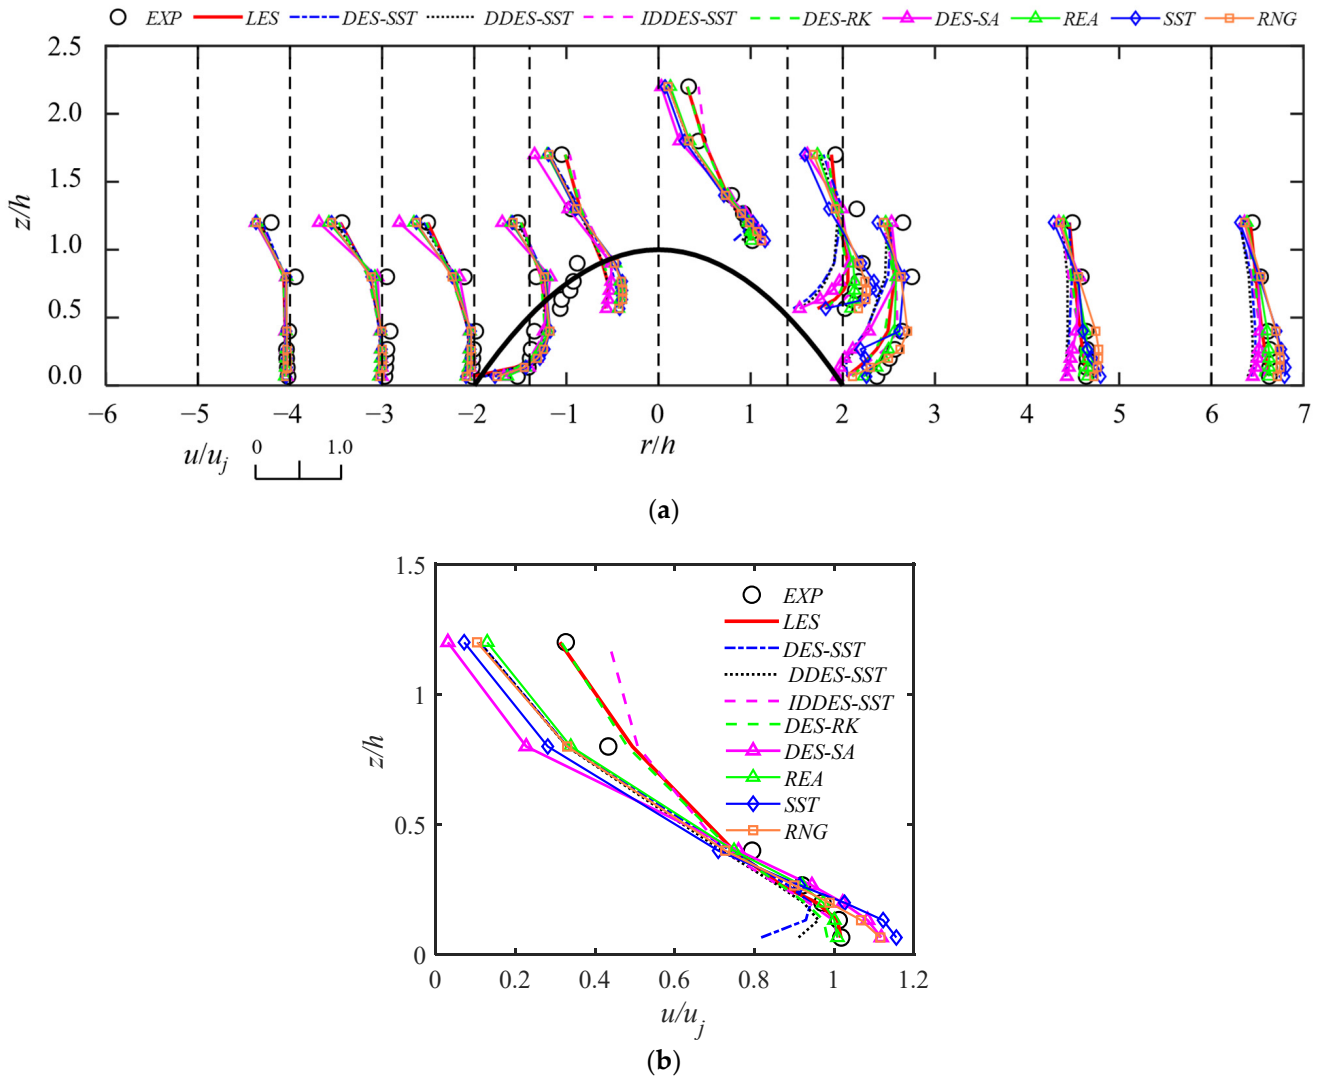 EXP LES DES-SST DDES-SST IDDES-SST DES-RK DES-SA REA SST RNG
2.5
2.0
z/h
1.5
1.0
0.5
0.0
−6 −5 −4 −3 −2 −1 0 1 2 3 4 5 6 7
r/h
u/uj 0 1.0
(a)
1.5
EXP
LES
DES-SST
DDES-SST
1
IDDES-SST
DES-RK
z/h
DES-SA
REA
SST
0.5
RNG
0
0 0.2 0.4 0.6 0.8 1 1.2
u/uj
(b)